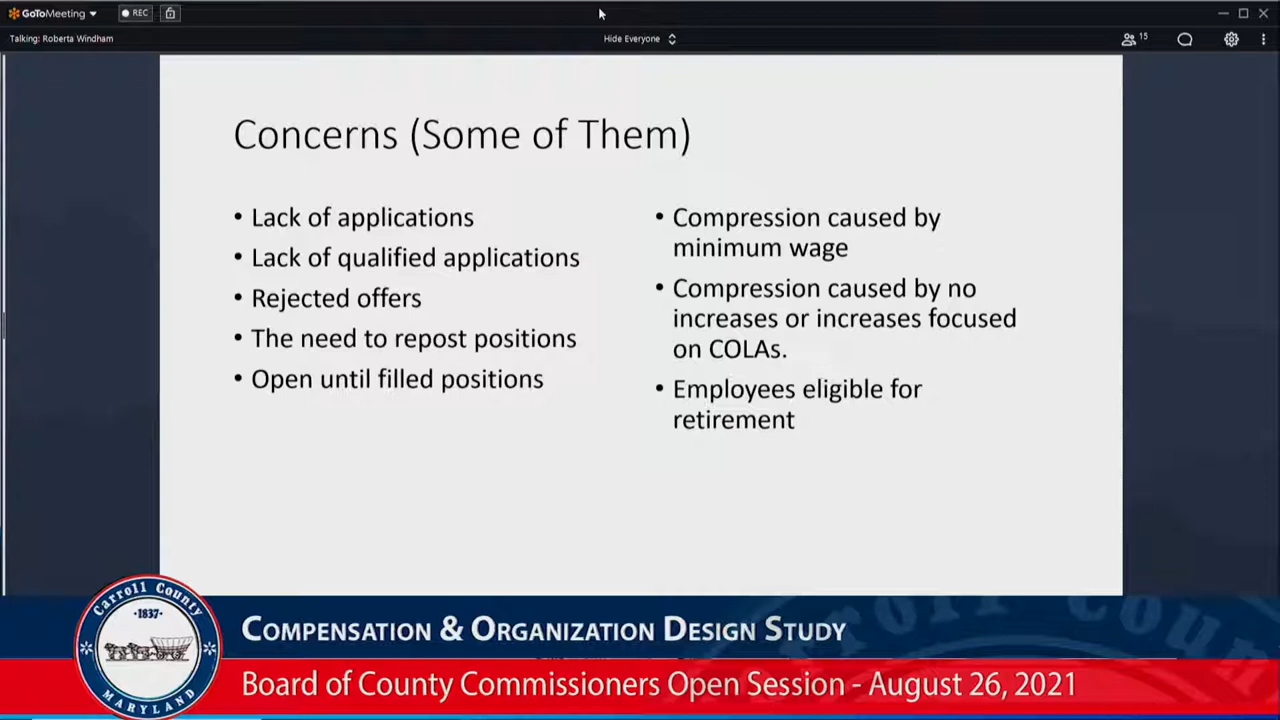 GoToMeeting
REC
Talking: Roberta Windham
Hide Everyone
15
Concerns (Some of Them)
• Lack of applications
• Lack of qualified applications
• Rejected offers
• The need to repost positions
• Open until filled positions
• Compression caused by
minimum wage
• Compression caused by no
increases or increases focused
on COLAs.
• Employees eligible for
retirement
Carroll County
·1837·
MARYLAND
Carroll County
COMPENSATION & ORGANIZATION DESIGN STUDY
Board of County Commissioners Open Session - August 26, 2021